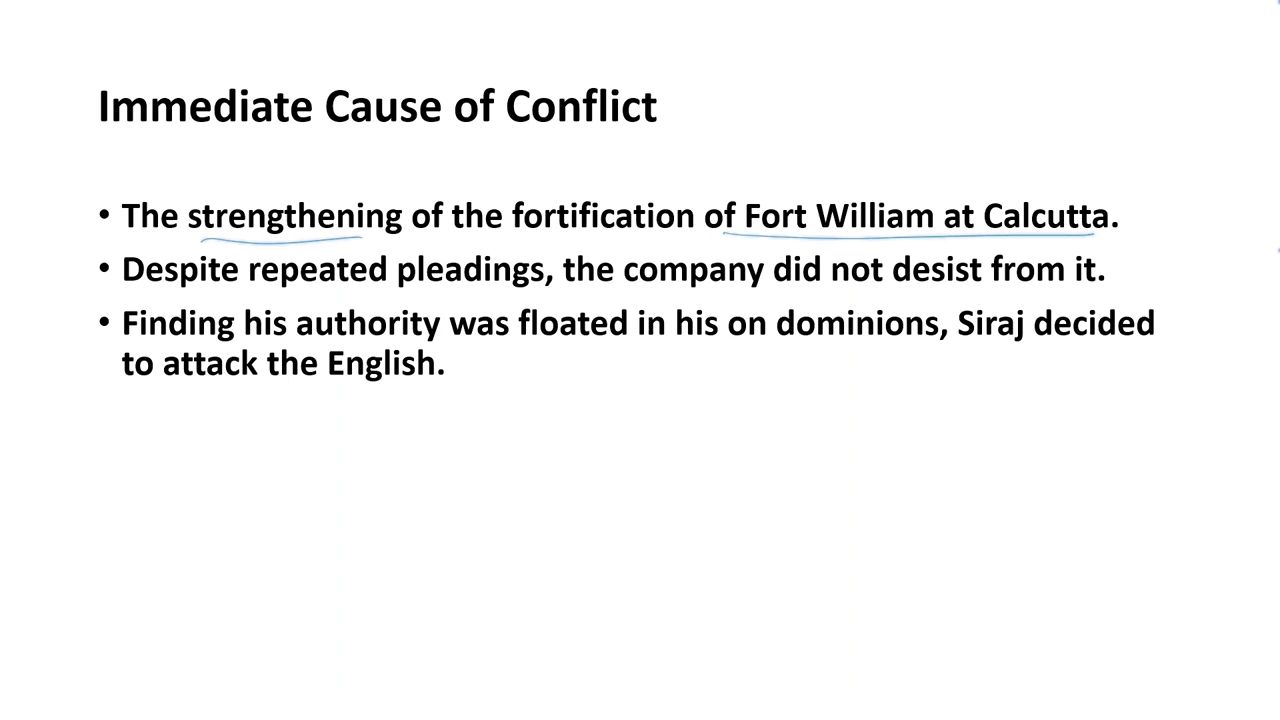 Immediate Cause of Conflict
• The strengthening of the fortification of Fort William at Calcutta.
• Despite repeated pleadings, the company did not desist from it.
• Finding his authority was floated in his on dominions, Siraj decided
to attack the English.